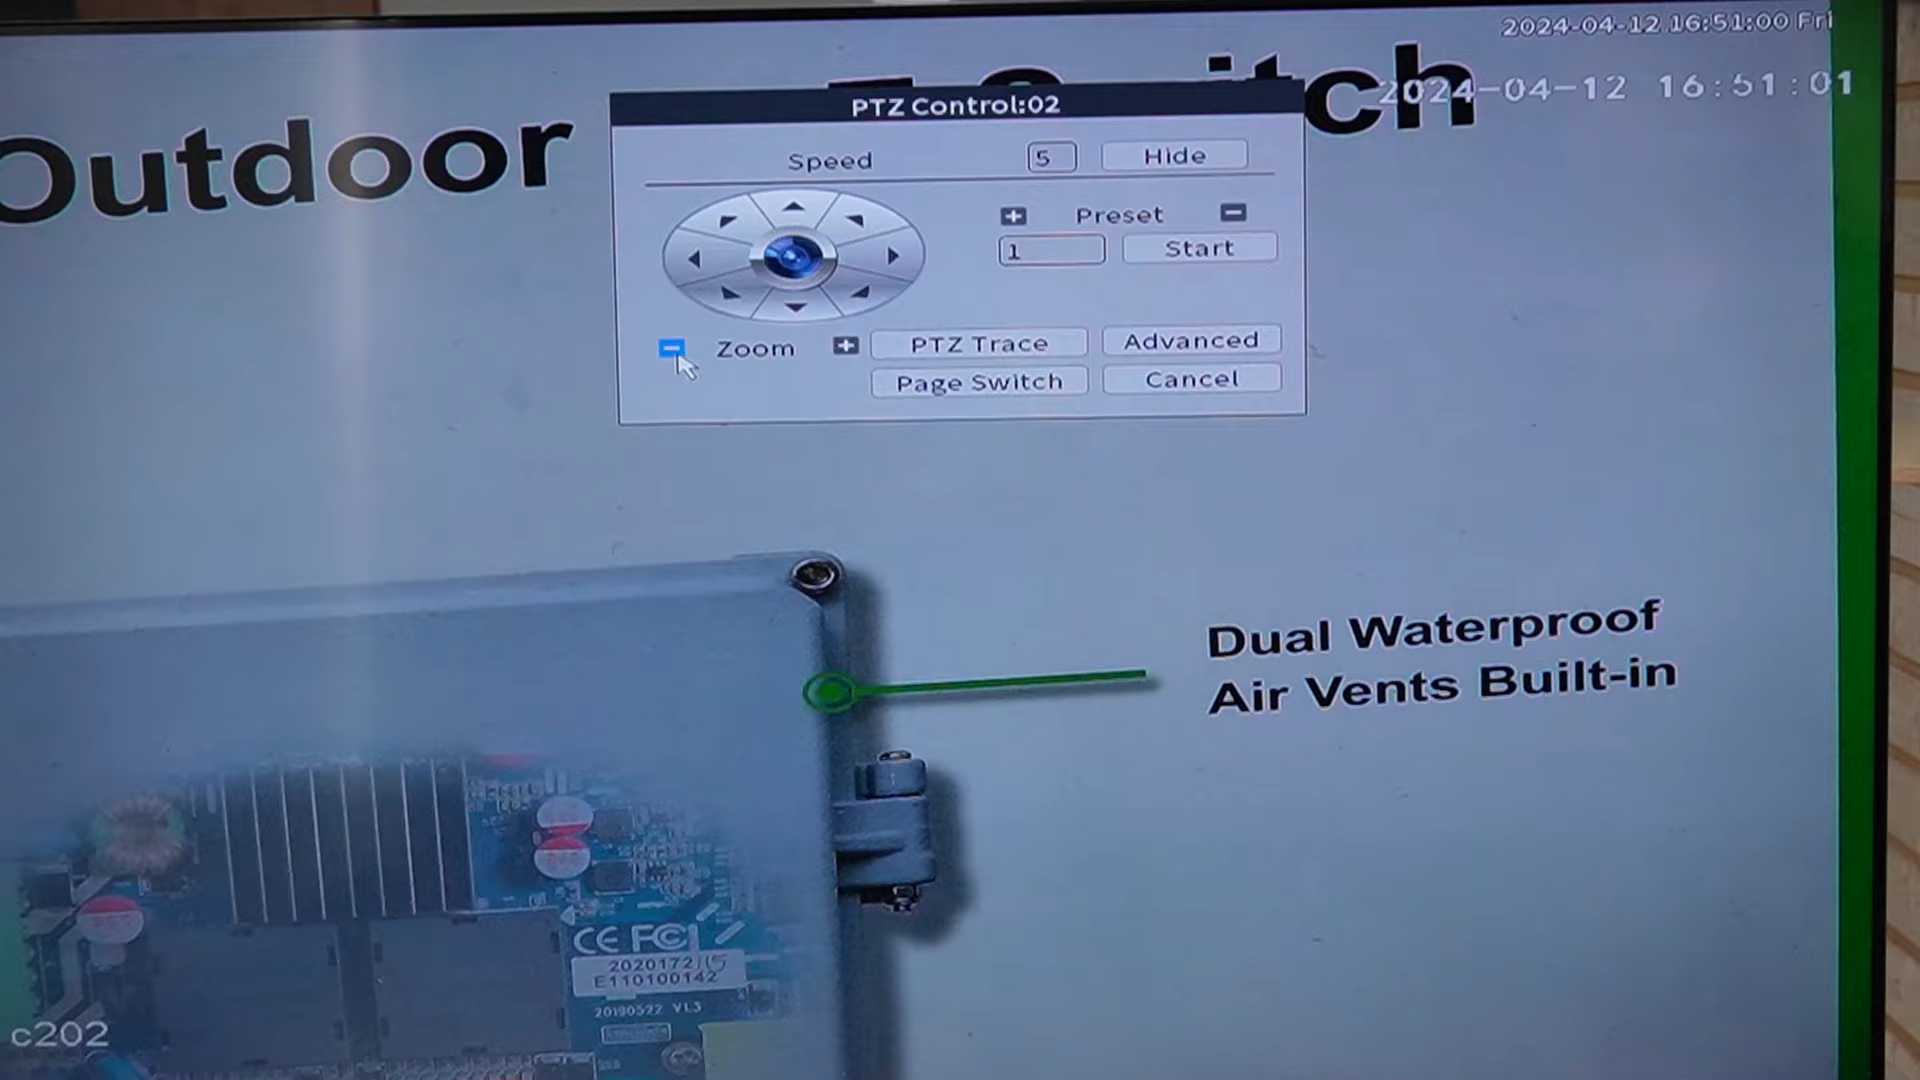 2024-04-12 16:51:00 Fri
2024-04-12 16:51:01
Outdoor
PTZ Control:02
Speed 5 Hide
Preset
1 Start
Zoom PTZ Trace Advanced
Page Switch Cancel
Dual Waterproof
Air Vents Built-in
CE FC
2020172115
E110100142
20190522 V1.3
c202